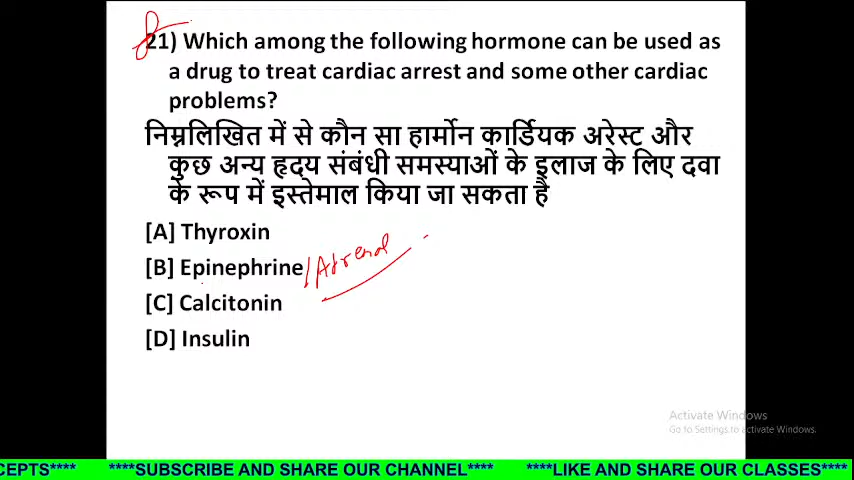 21) Which among the following hormone can be used as
a drug to treat cardiac arrest and some other cardiac
problems?
निम्नलिखित में से कौन सा हार्मोन कार्डियक अरेस्ट और
कुछ अन्य हृदय संबंधी समस्याओं के इलाज के लिए दवा
के रूप में इस्तेमाल किया जा सकता है
[A] Thyroxin
[B] Epinephrine / Adrenal
[C] Calcitonin
[D] Insulin
Activate Windows
Go to Settings to activate Windows.
CEPTS**** ****SUBSCRIBE AND SHARE OUR CHANNEL**** ****LIKE AND SHARE OUR CLASSES****